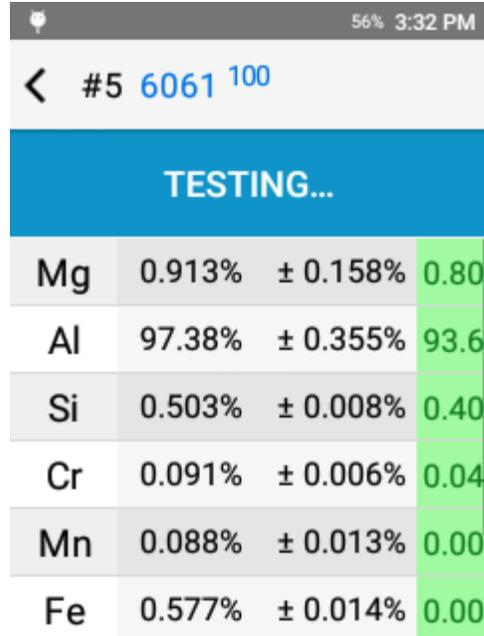 56% 3:32 PM
#5 6061 100
TESTING...
Mg 0.913% ± 0.158% 0.80
Al 97.38% ± 0.355% 93.6
Si 0.503% ± 0.008% 0.40
Cr 0.091% ± 0.006% 0.04
Mn 0.088% ± 0.013% 0.00
Fe 0.577% ± 0.014% 0.00